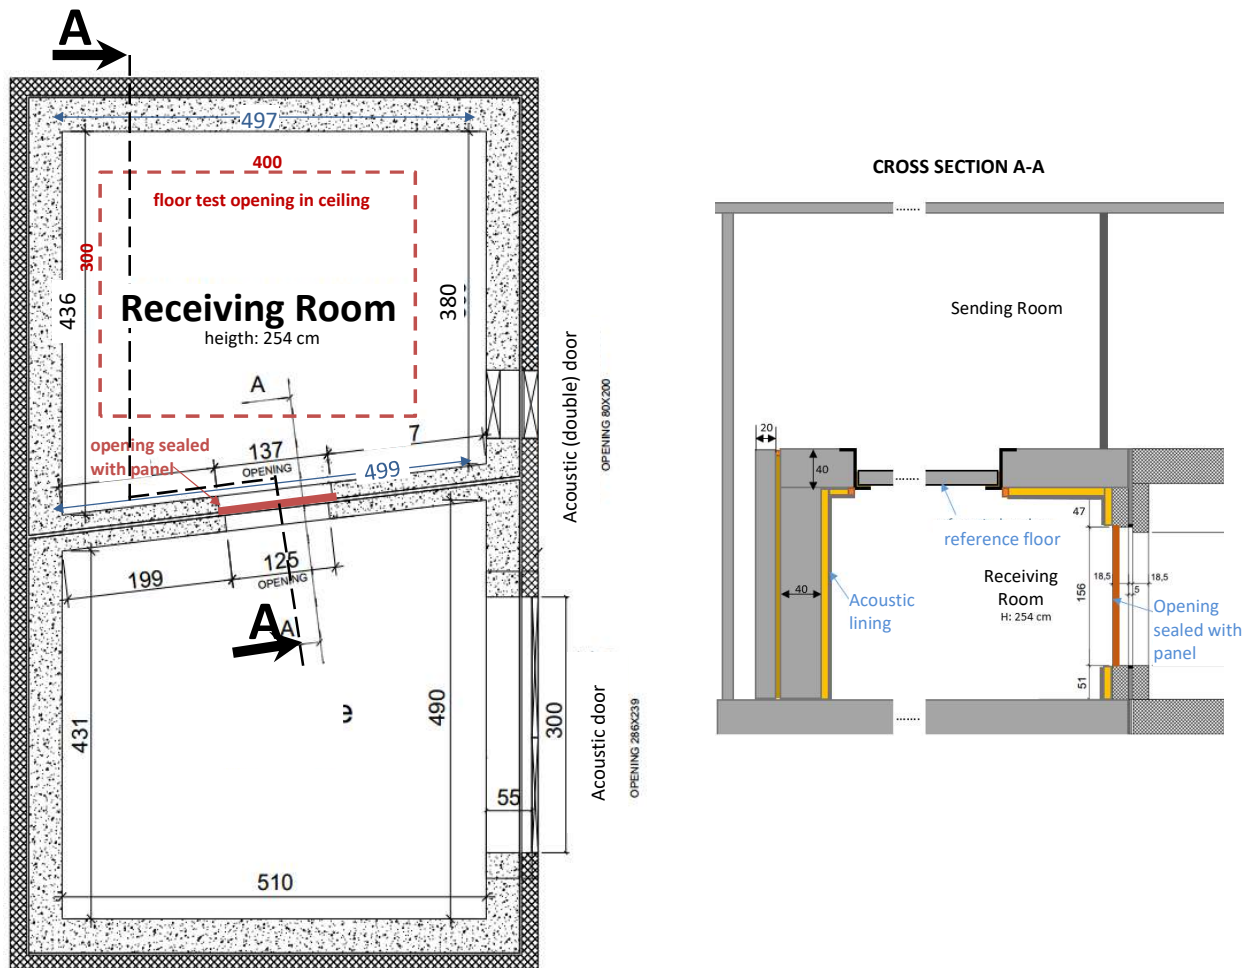 A
497
400
floor test opening in ceiling
300
436
Receiving Room
heigth: 254 cm
380
A
7
opening sealed
with panel
137
OPENING
499
199
125
OPENING
A
A
e
431
490
300
55
510
Acoustic (double) door
OPENING 80X200
Acoustic door
OPENING 286X239
CROSS SECTION A-A
.......
Sending Room
20
40
.......
47
reference floor
Receiving
Room
H: 254 cm
18,5
156
5
18,5
40
Acoustic
lining
Opening
sealed with
panel
51
.......